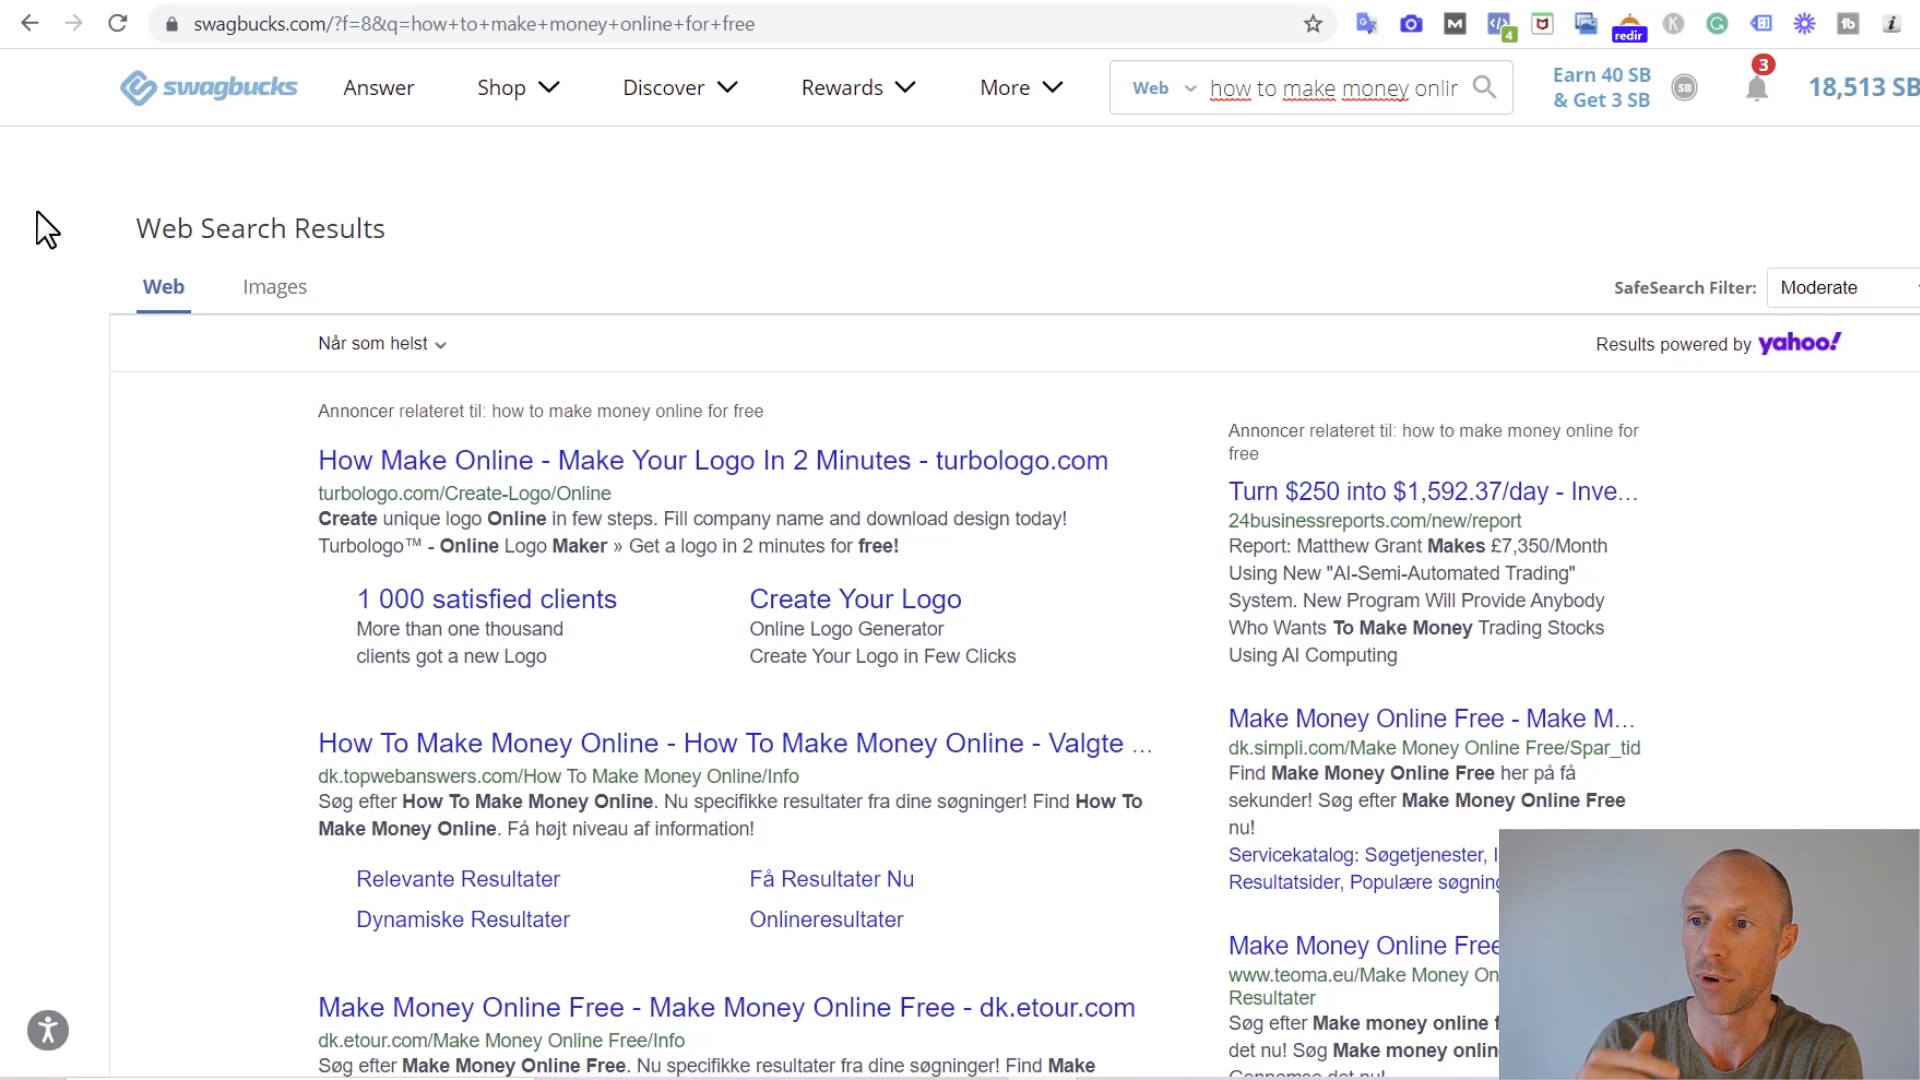 swagbucks.com/?f=8&q=how+to+make+money+online+for+free
4
redir
swagbucks
Answer
Shop
Discover
Rewards
More
Web
how to make money onlir
Earn 40 SB
& Get 3 SB
SB
3
18,513 SB
Web Search Results
Web
Images
SafeSearch Filter:
Moderate
Når som helst
Results powered by yahoo!
Annoncer relateret til: how to make money online for free
How Make Online - Make Your Logo In 2 Minutes - turbologo.com
turbologo.com/Create-Logo/Online
Create unique logo Online in few steps. Fill company name and download design today!
Turbologo™ - Online Logo Maker » Get a logo in 2 minutes for free!
1 000 satisfied clients
More than one thousand
clients got a new Logo
Create Your Logo
Online Logo Generator
Create Your Logo in Few Clicks
How To Make Money Online - How To Make Money Online - Valgte ...
dk.topwebanswers.com/How To Make Money Online/Info
Søg efter How To Make Money Online. Nu specifikke resultater fra dine søgninger! Find How To
Make Money Online. Få højt niveau af information!
Relevante Resultater
Få Resultater Nu
Dynamiske Resultater
Onlineresultater
Make Money Online Free - Make Money Online Free - dk.etour.com
dk.etour.com/Make Money Online Free/Info
Søg efter Make Money Online Free. Nu specifikke resultater fra dine søgninger! Find Make
Annoncer relateret til: how to make money online for
free
Turn $250 into $1,592.37/day - Inve...
24businessreports.com/new/report
Report: Matthew Grant Makes £7,350/Month
Using New "AI-Semi-Automated Trading"
System. New Program Will Provide Anybody
Who Wants To Make Money Trading Stocks
Using AI Computing
Make Money Online Free - Make M...
dk.simpli.com/Make Money Online Free/Spar_tid
Find Make Money Online Free her på få
sekunder! Søg efter Make Money Online Free
nu!
Servicekatalog: Søgetjenester, I
Resultatsider, Populære søgning
Make Money Online Free
www.teoma.eu/Make Money On
Resultater
Søg efter Make money online f
det nu! Søg Make money onlin
Gennemse det nu!